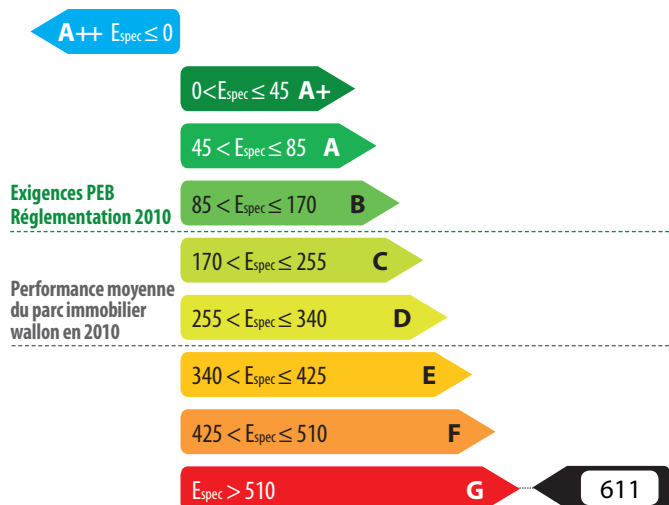 A++ Espec ≤ 0
0<Espec ≤ 45 A+
45 < Espec ≤ 85 A
Exigences PEB
Réglementation 2010
85 < Espec ≤ 170 B
170 < Espec ≤ 255 C
Performance moyenne
du parc immobilier
wallon en 2010
255 < Espec ≤ 340 D
340 < Espec ≤ 425 E
425 < Espec ≤ 510 F
Espec > 510 G 611